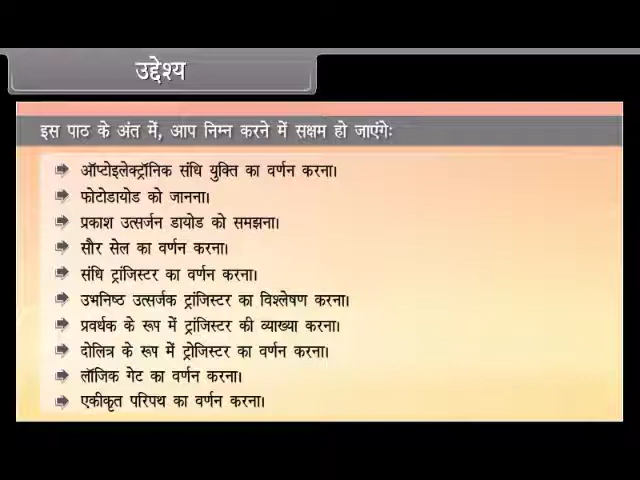 उद्देश्य
इस पाठ के अंत में, आप निम्न करने में सक्षम हो जाएंगेः
ऑप्टोइलेक्ट्रॉनिक संधि युक्ति का वर्णन करना।
फोटोडायोड को जानना।
प्रकाश उत्सर्जन डायोड को समझना।
सौर सेल का वर्णन करना।
संधि ट्रांजिस्टर का वर्णन करना।
उभनिष्ठ उत्सर्जक ट्रांजिस्टर का विश्लेषण करना।
प्रवर्धक के रूप में ट्रांजिस्टर की व्याख्या करना।
दोलित्र के रूप में ट्रोजिस्टर का वर्णन करना।
लॉजिक गेट का वर्णन करना।
एकीकृत परिपथ का वर्णन करना।